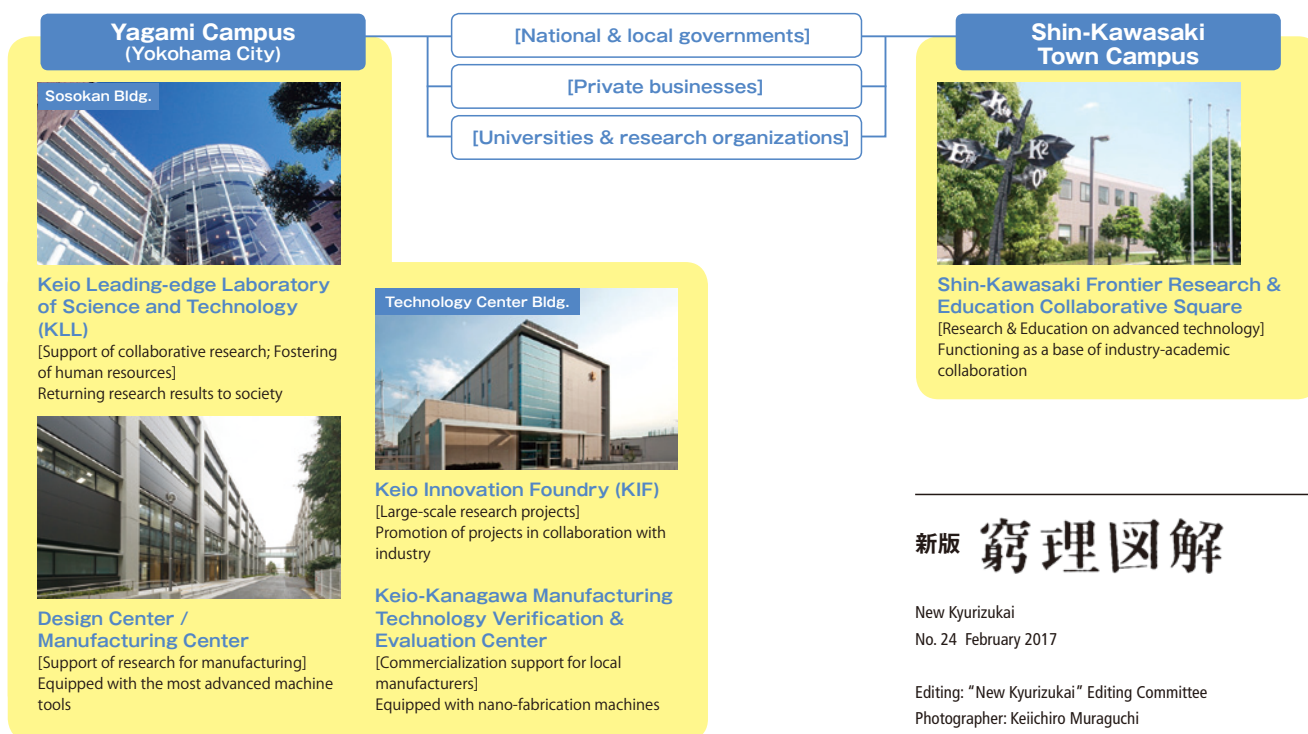 Yagami Campus
(Yokohama City)
[National & local governments]
[Private businesses]
[Universities & research organizations]
Shin-Kawasaki
Town Campus
Sosokan Bldg.
Keio Leading-edge Laboratory
of Science and Technology
(KLL)
[Support of collaborative research; Fostering
of human resources]
Returning research results to society
Design Center /
Manufacturing Center
[Support of research for manufacturing]
Equipped with the most advanced machine
tools
Technology Center Bldg.
Keio Innovation Foundry (KIF)
[Large-scale research projects]
Promotion of projects in collaboration with
industry
Keio-Kanagawa Manufacturing
Technology Verification &
Evaluation Center
[Commercialization support for local
manufacturers]
Equipped with nano-fabrication machines
K2
Shin-Kawasaki Frontier Research &
Education Collaborative Square
[Research & Education on advanced technology]
Functioning as a base of industry-academic
collaboration
新版 窮理図解
New Kyurizukai
No. 24 February 2017
Editing: “New Kyurizukai” Editing Committee
Photographer: Keiichiro Muraguchi